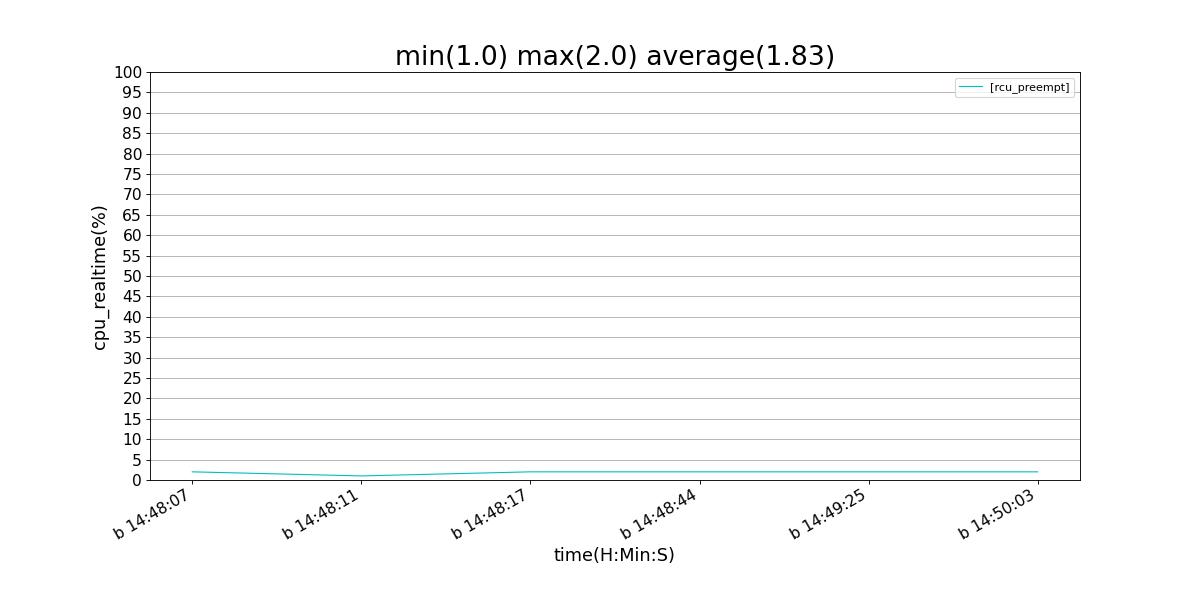 min(1.0) max(2.0) average(1.83)
[rcu_preempt]
cpu_realtime(%)
100
95
90
85
80
75
70
65
60
55
50
45
40
35
30
25
20
15
10
5
0
b 14:48:07
b 14:48:11
b 14:48:17
b 14:48:44
b 14:49:25
b 14:50:03
time(H:Min:S)